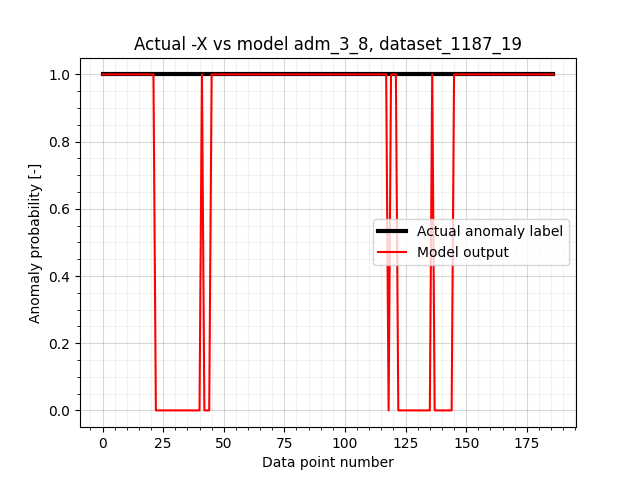 Actual -X vs model adm_3_8, dataset_1187_19
1.0
0.8
0.6
0.4
0.2
0.0
Anomaly probability [-]
Actual anomaly label
Model output
0 25 50 75 100 125 150 175
Data point number